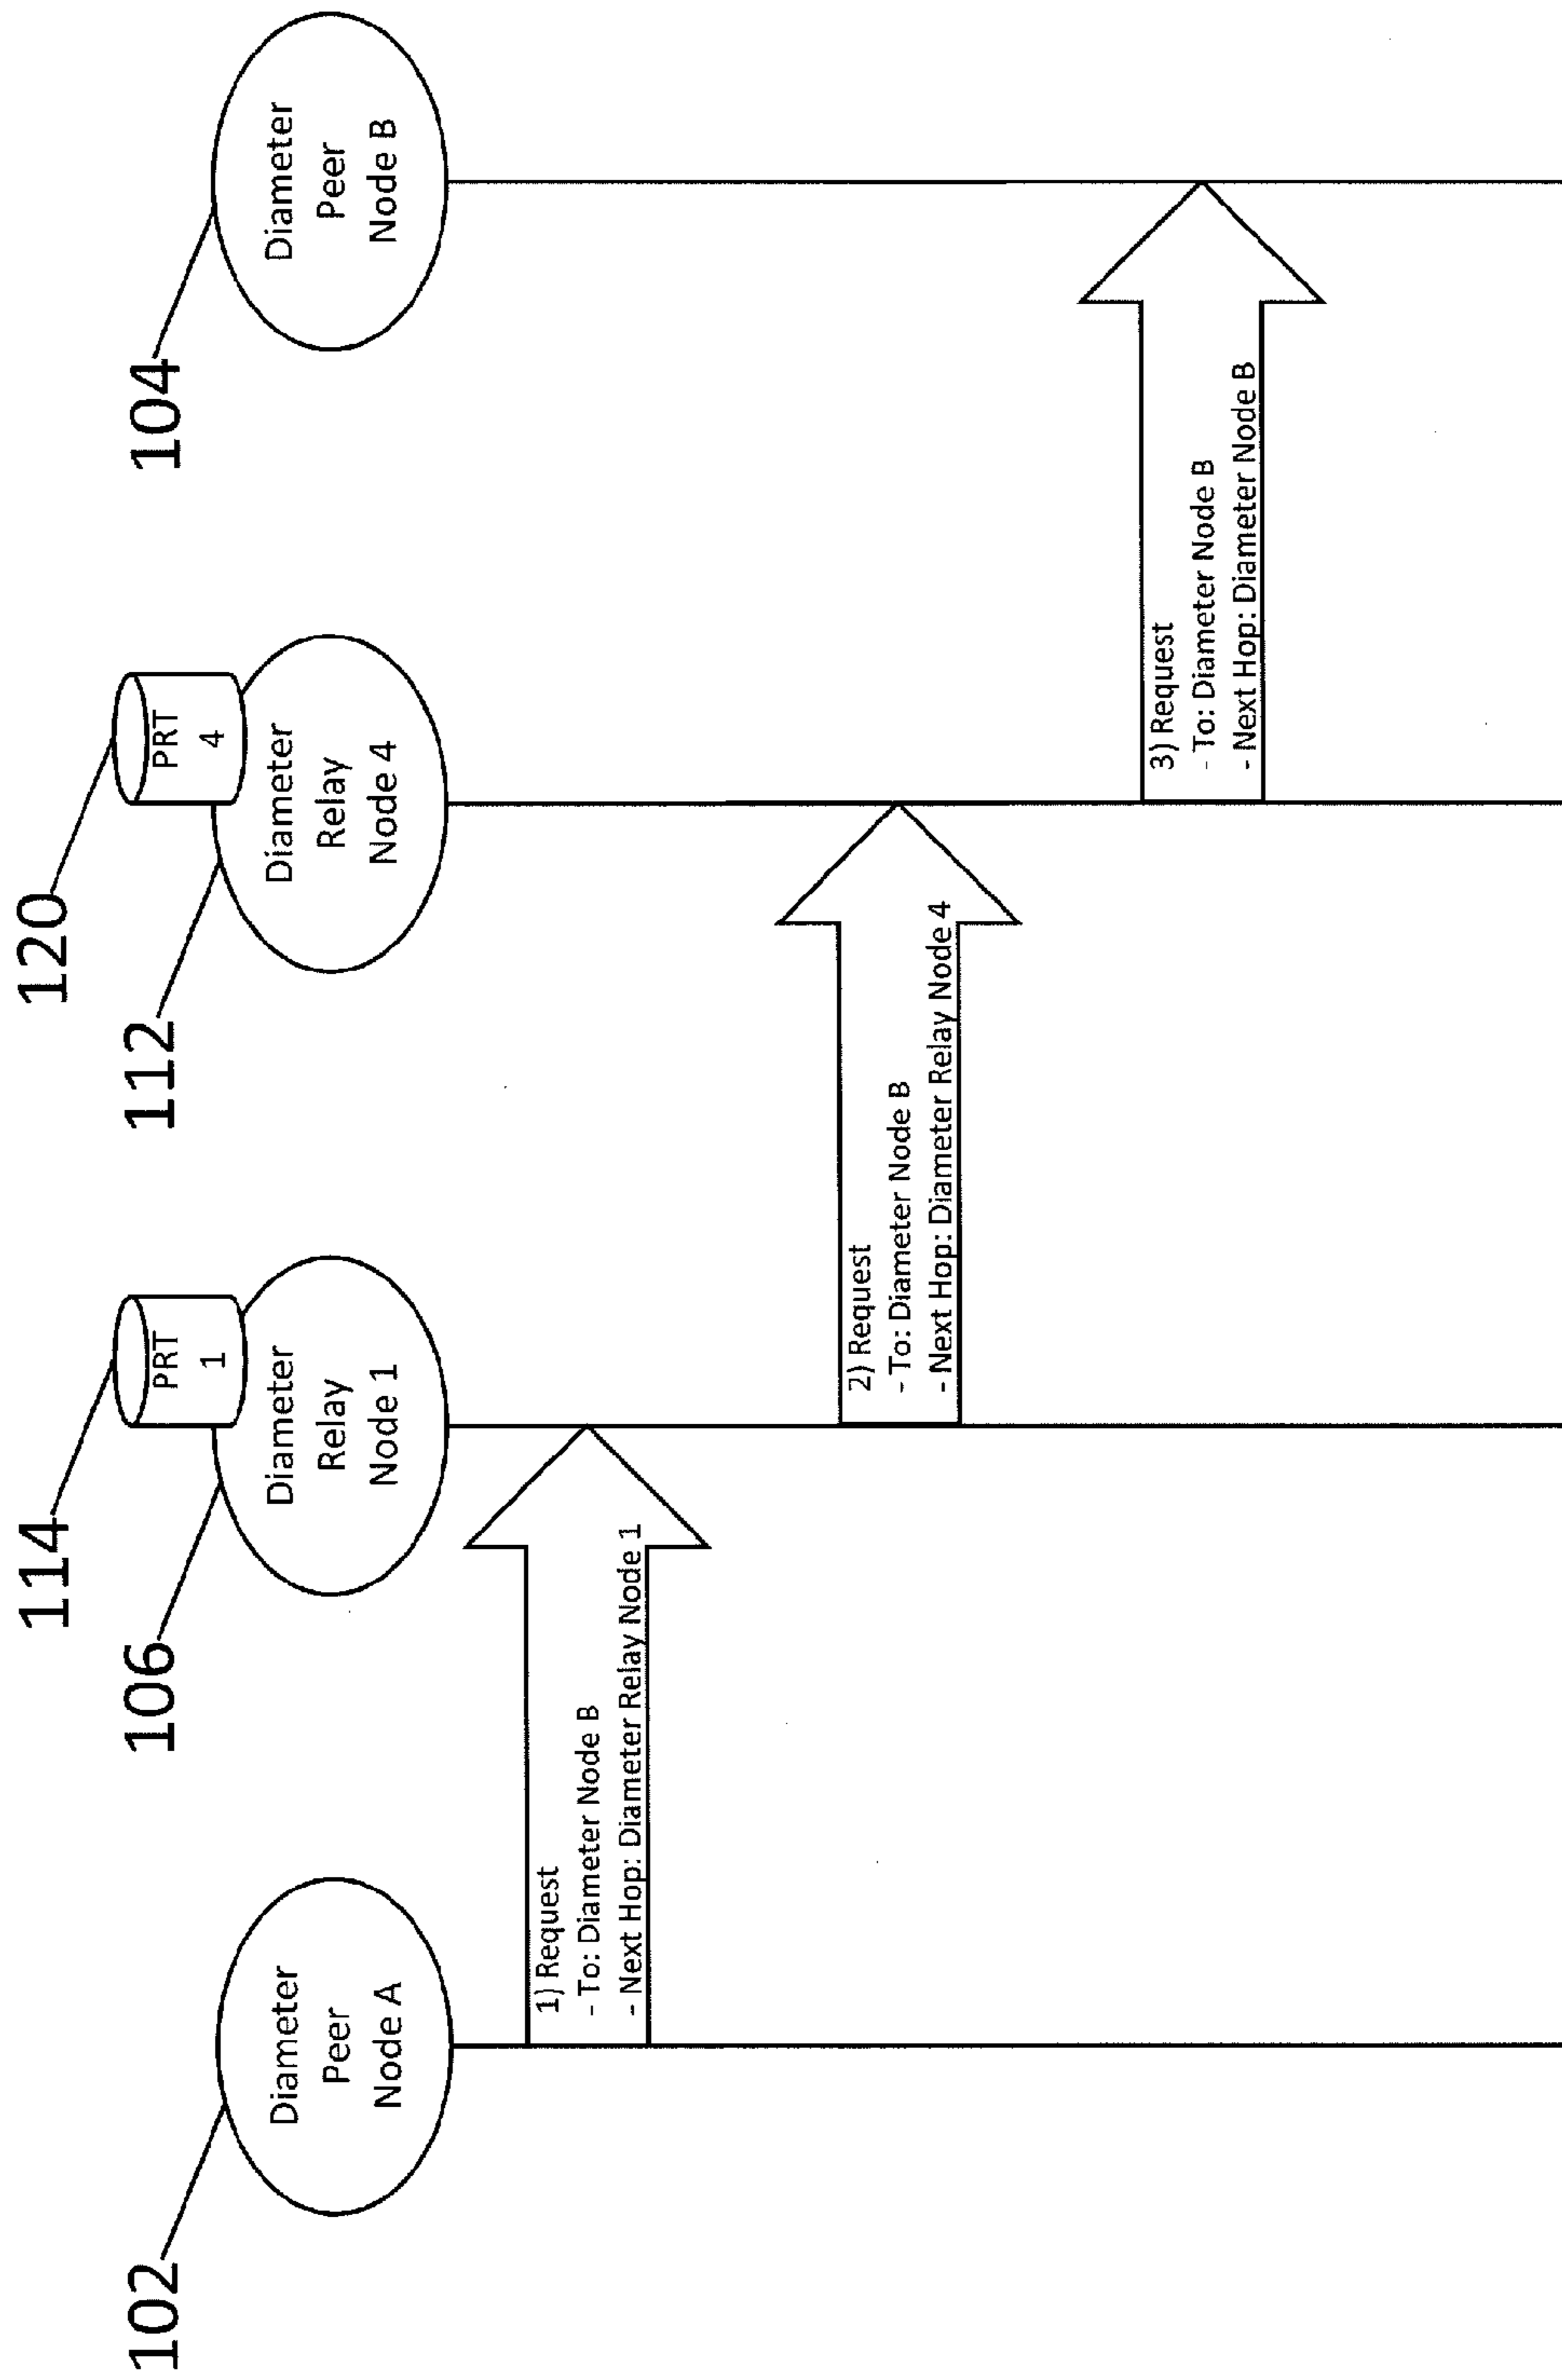 120
114
PRT
4
PRT
1
102
106
112
104
Diameter
Peer
Node A
Diameter
Relay
Node 1
Diameter
Relay
Node 4
Diameter
Peer
Node B
1) Request
- To: Diameter Node B
- Next Hop: Diameter Relay Node 1
2) Request
- To: Diameter Node B
- Next Hop: Diameter Relay Node 4
3) Request
- To: Diameter Node B
- Next Hop: Diameter Node B